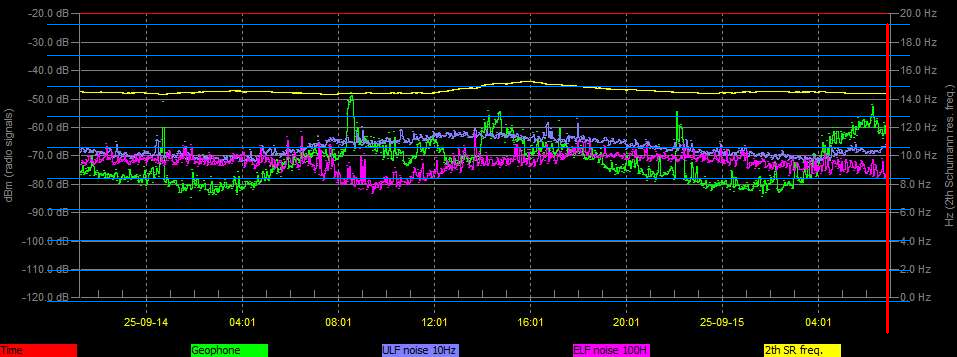 -20.0 dB 20.0 Hz
-30.0 dB 18.0 Hz
-40.0 dB 16.0 Hz
-50.0 dB 14.0 Hz
-60.0 dB 12.0 Hz
-70.0 dB 10.0 Hz
-80.0 dB 8.0 Hz
-90.0 dB 6.0 Hz
-100.0 dB 4.0 Hz
-110.0 dB 2.0 Hz
-120.0 dB 0.0 Hz
dBm (radio signals)
Hz (2th Schumann res. freq.)
25-09-14 04:01 08:01 12:01 16:01 20:01 25-09-15 04:01
Time Geophone ULF noise 10Hz ELF noise 100H 2th SR freq.